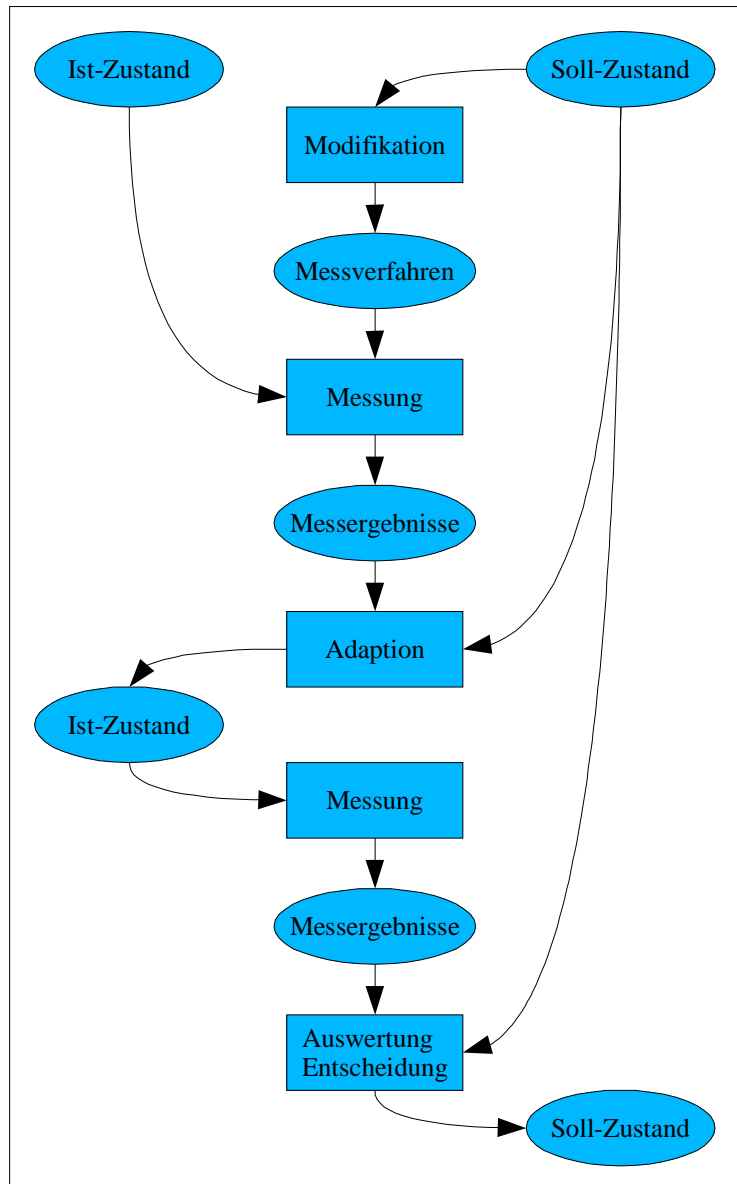 Ist-Zustand
Soll-Zustand
Modifikation
Messverfahren
Messung
Messergebnisse
Adaption
Ist-Zustand
Messung
Messergebnisse
Auswertung
Entscheidung
Soll-Zustand